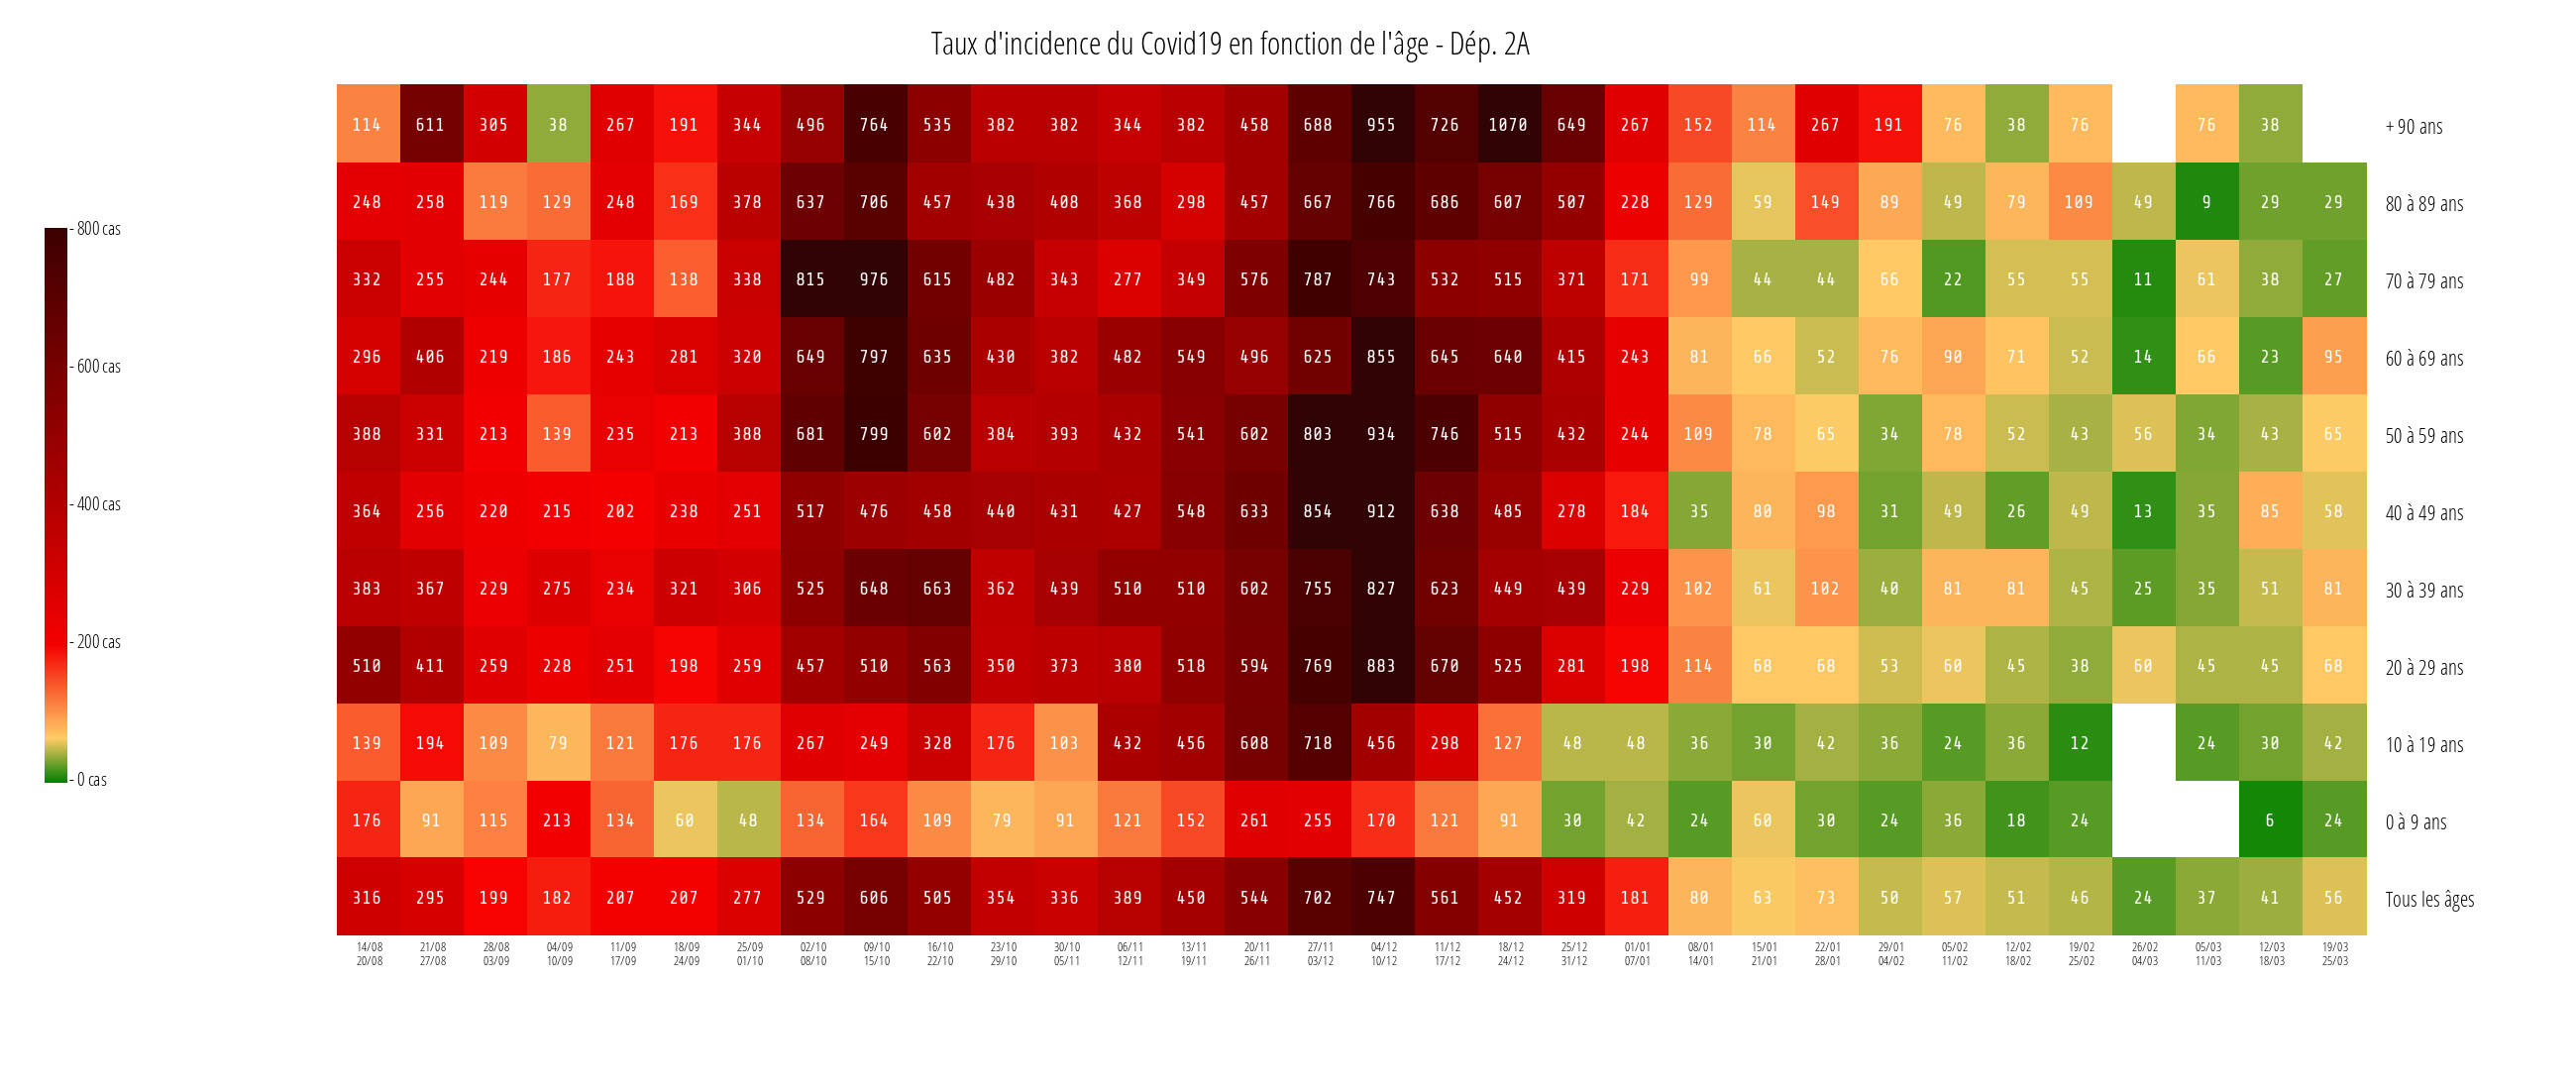 Taux d'incidence du Covid19 en fonction de l'âge - Dép. 2A
114 611 305 38 267 191 344 496 764 535 382 382 344 382 458 688 955 726 1070 649 267 152 114 267 191 76 38 76 76 38 + 90 ans
248 258 119 129 248 169 378 637 706 457 438 408 368 298 457 667 766 686 607 507 228 129 59 149 89 49 79 109 49 9 29 29 80 à 89 ans
332 255 244 177 188 138 338 815 976 615 482 343 277 349 576 787 743 532 515 371 171 99 44 44 66 22 55 55 11 61 38 27 70 à 79 ans
296 406 219 186 243 281 320 649 797 635 430 382 482 549 496 625 855 645 640 415 243 81 66 52 76 90 71 52 14 66 23 95 60 à 69 ans
388 331 213 139 235 213 388 681 799 602 384 393 432 541 602 803 934 746 515 432 244 109 78 65 34 78 52 43 56 34 43 65 50 à 59 ans
364 256 220 215 202 238 251 517 476 458 440 431 427 548 633 854 912 638 485 278 184 35 80 98 31 49 26 49 13 35 85 58 40 à 49 ans
383 367 229 275 234 321 306 525 648 663 362 439 510 510 602 755 827 623 449 439 229 102 61 102 40 81 81 45 25 35 51 81 30 à 39 ans
510 411 259 228 251 198 259 457 510 563 350 373 380 518 594 769 883 670 525 281 198 114 68 68 53 60 45 38 60 45 45 68 20 à 29 ans
139 194 109 79 121 176 176 267 249 328 176 103 432 456 608 718 456 298 127 48 48 36 30 42 36 24 36 12 24 30 42 10 à 19 ans
176 91 115 213 134 60 48 134 164 109 79 91 121 152 261 255 170 121 91 30 42 24 60 30 24 36 18 24 6 24 0 à 9 ans
316 295 199 182 207 207 277 529 606 505 354 336 389 450 544 702 747 561 452 319 181 80 63 73 50 57 51 46 24 37 41 56 Tous les âges
14/08 21/08 28/08 04/09 11/09 18/09 25/09 02/10 09/10 16/10 23/10 30/10 06/11 13/11 20/11 27/11 04/12 11/12 18/12 25/12 01/01 08/01 15/01 22/01 29/01 05/02 12/02 19/02 26/02 05/03 12/03 19/03
20/08 27/08 03/09 10/09 17/09 24/09 01/10 08/10 15/10 22/10 29/10 05/11 12/11 19/11 26/11 03/12 10/12 17/12 24/12 31/12 07/01 14/01 21/01 28/01 04/02 11/02 18/02 25/02 04/03 11/03 18/03 25/03
- 800 cas
- 600 cas
- 400 cas
- 200 cas
- 0 cas